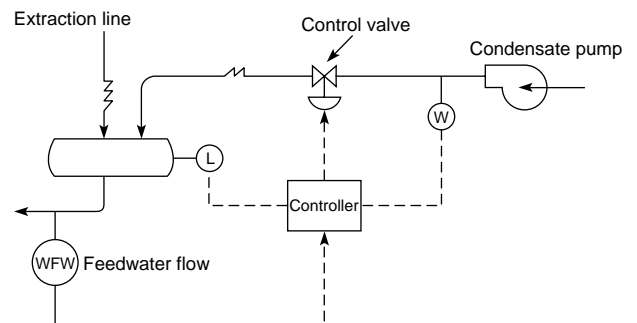 Extraction line
Control valve
Condensate pump
W
L
Controller
WFW
Feedwater flow